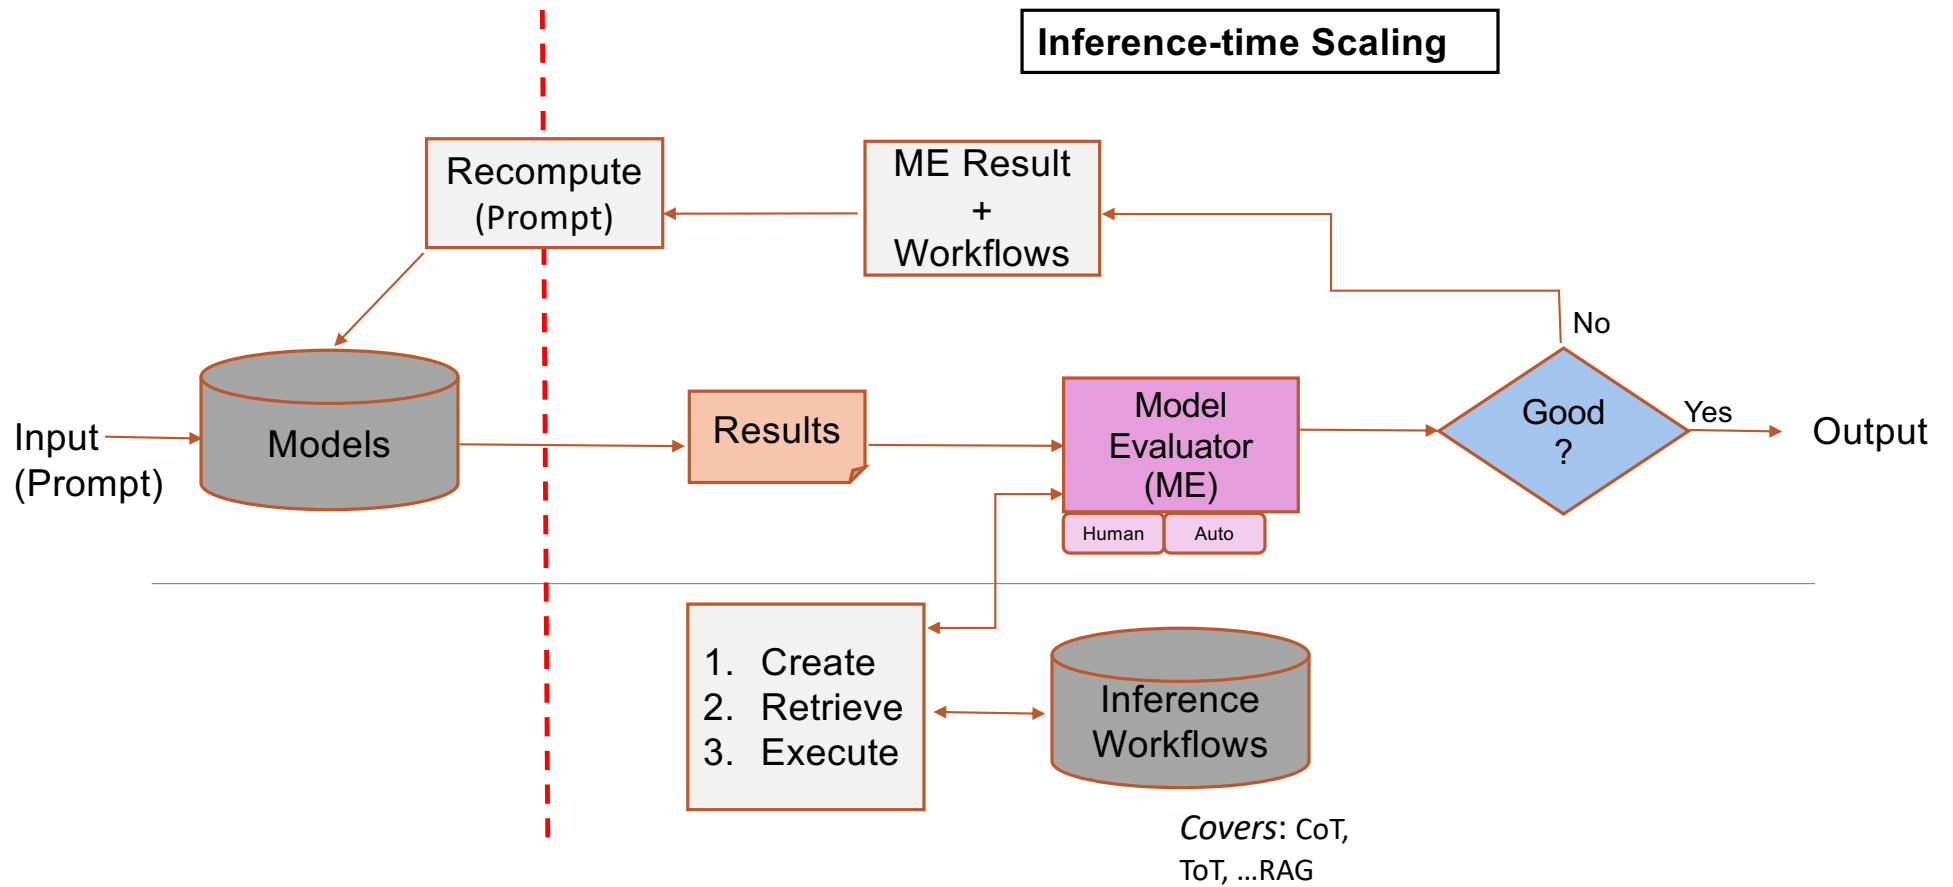 Inference-time Scaling
Recompute
(Prompt)
ME Result
+
Workflows
No
Input
(Prompt)
Models
Results
Model
Evaluator
(ME)
Human
Auto
Good
?
Yes
Output
1. Create
2. Retrieve
3. Execute
Inference
Workflows
Covers: CoT,
ToT, ...RAG